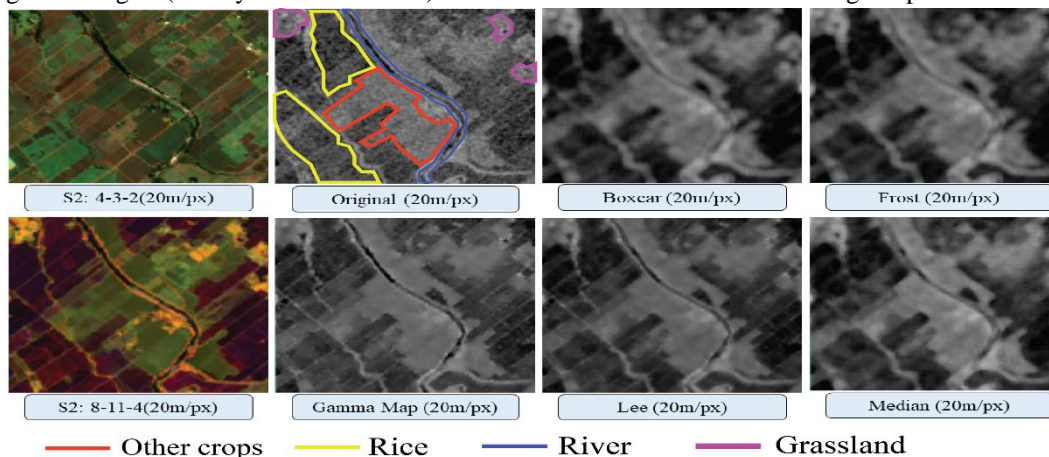 S2: 4-3-2(20m/px)
Original (20m/px)
Boxcar (20m/px)
Frost (20m/px)
S2: 8-11-4(20m/px)
Gamma Map (20m/px)
Lee (20m/px)
Median (20m/px)
Other crops
Rice
River
Grassland